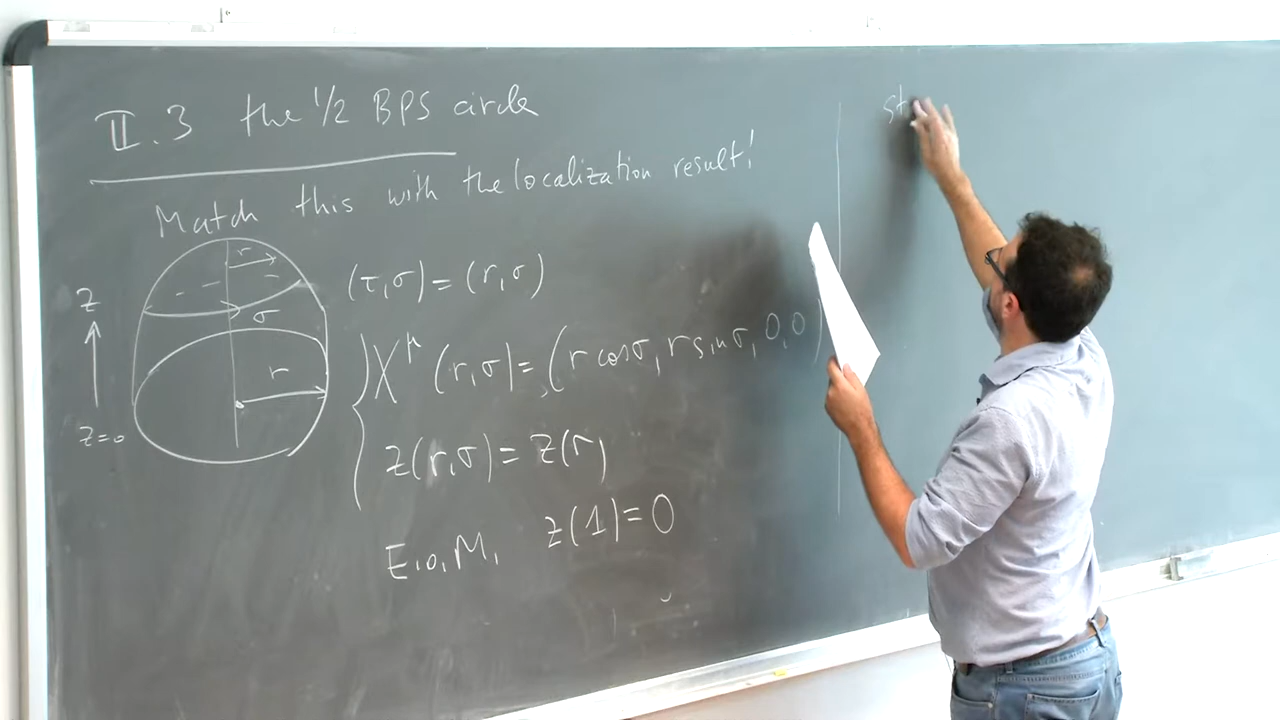 II.3 the 1/2 BPS circle
Match this with the localization result!
r
z
σ
r
z=0
(τ,σ)=(r,σ)
X^μ (r,σ)=(r cosσ, r sinσ, 0,0)
z(r,σ)= z(r)
E.o.M. z(1)=0
st